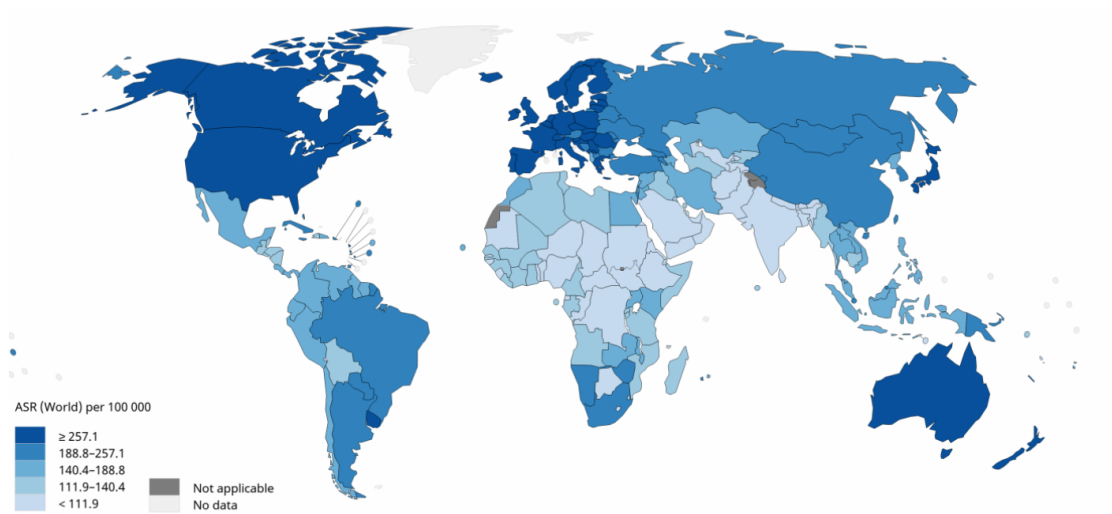 ASR (World) per 100 000
≥ 257.1
188.8–257.1
140.4–188.8
111.9–140.4
< 111.9
Not applicable
No data